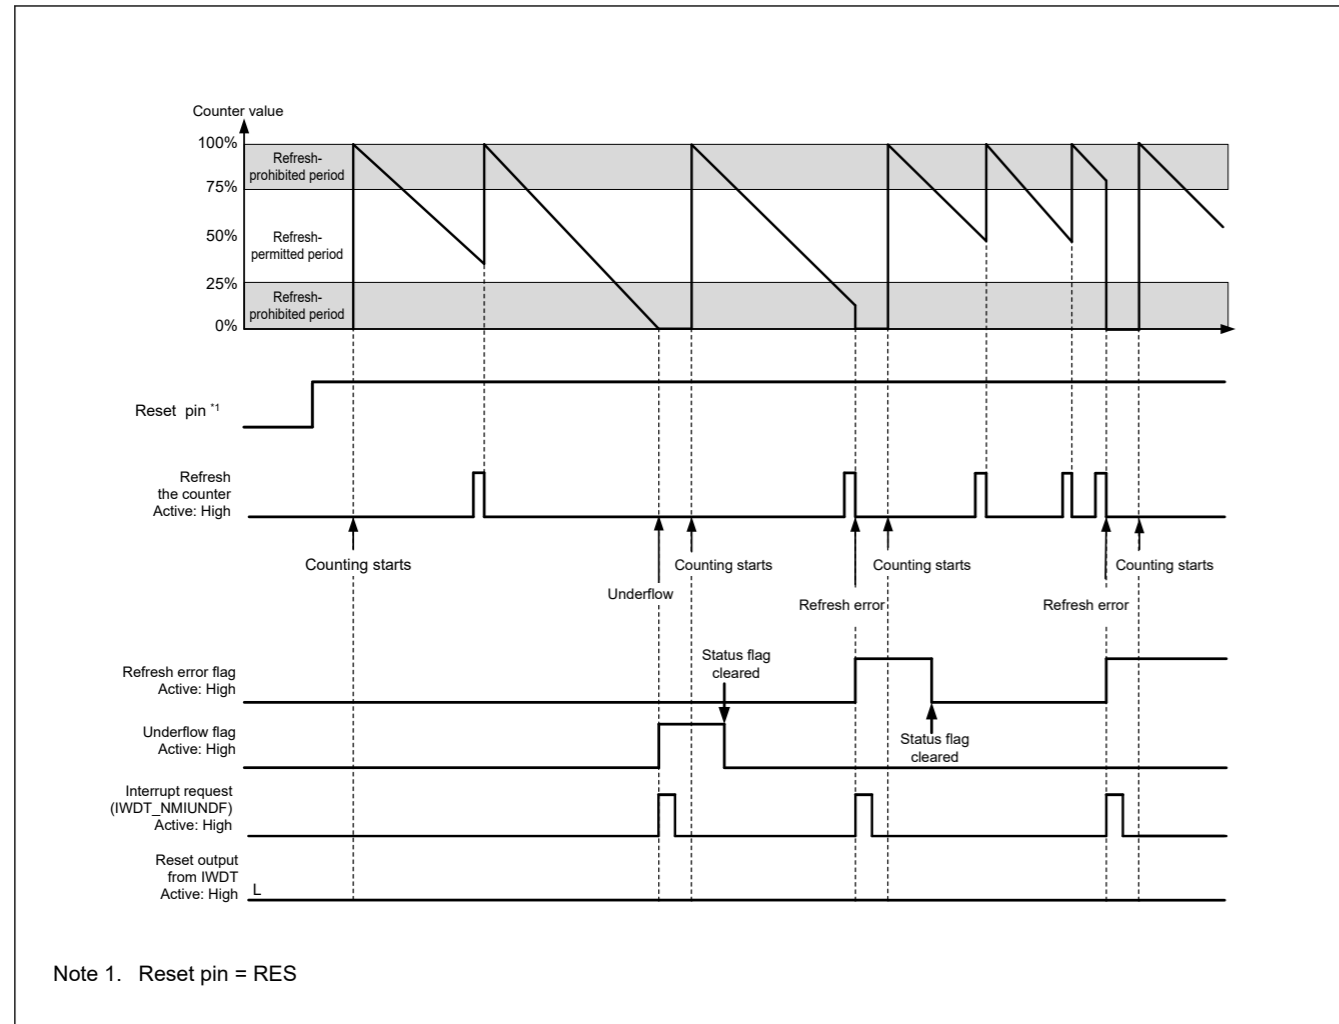 Counter value
100%
Refresh-
prohibited period
75%
50%
Refresh-
permitted period
25%
Refresh-
prohibited period
0%
Reset pin *1
Refresh
the counter
Active: High
Counting starts
Counting starts
Counting starts
Counting starts
Underflow
Refresh error
Refresh error
Status flag
cleared
Refresh error flag
Active: High
Underflow flag
Active: High
Status flag
cleared
Interrupt request
(IWDT_NMIUNDF)
Active: High
Reset output
from IWDT
Active: High
L
Note 1. Reset pin = RES